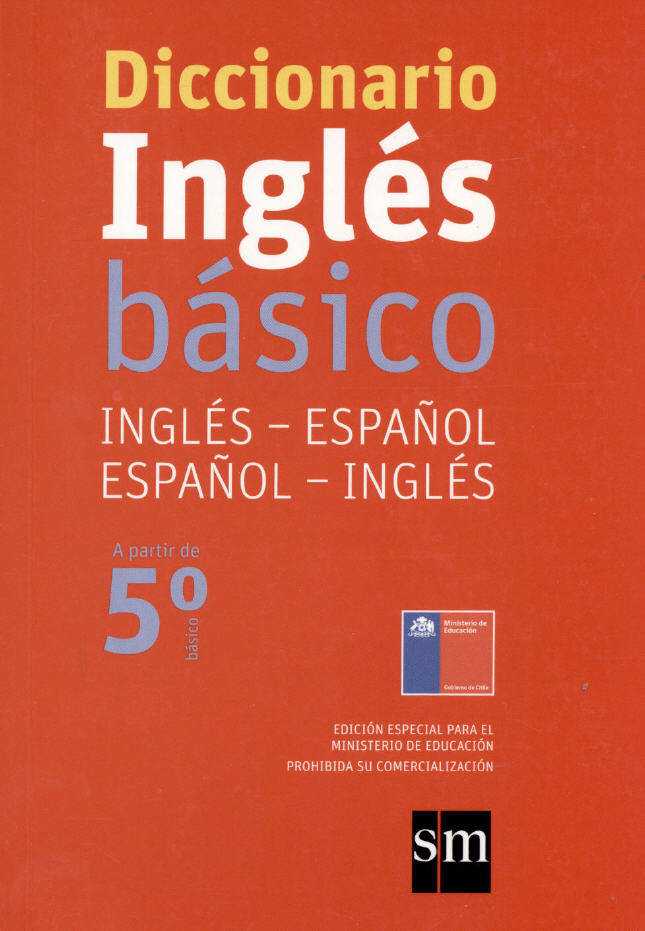 Diccionario
Inglés
básico
INGLÉS – ESPAÑOL
ESPAÑOL – INGLÉS
A partir de
5º
básico
Ministerio de
Educación
Gobierno de Chile
EDICIÓN ESPECIAL PARA EL
MINISTERIO DE EDUCACIÓN
PROHIBIDA SU COMERCIALIZACIÓN
sm